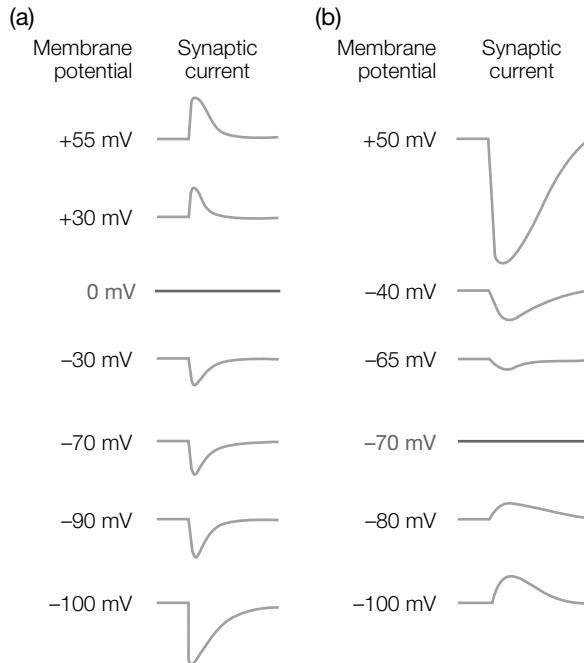 (a)
Membrane potential
Synaptic current
+55 mV
+30 mV
0 mV
–30 mV
–70 mV
–90 mV
–100 mV
(b)
Membrane potential
Synaptic current
+50 mV
–40 mV
–65 mV
–70 mV
–80 mV
–100 mV